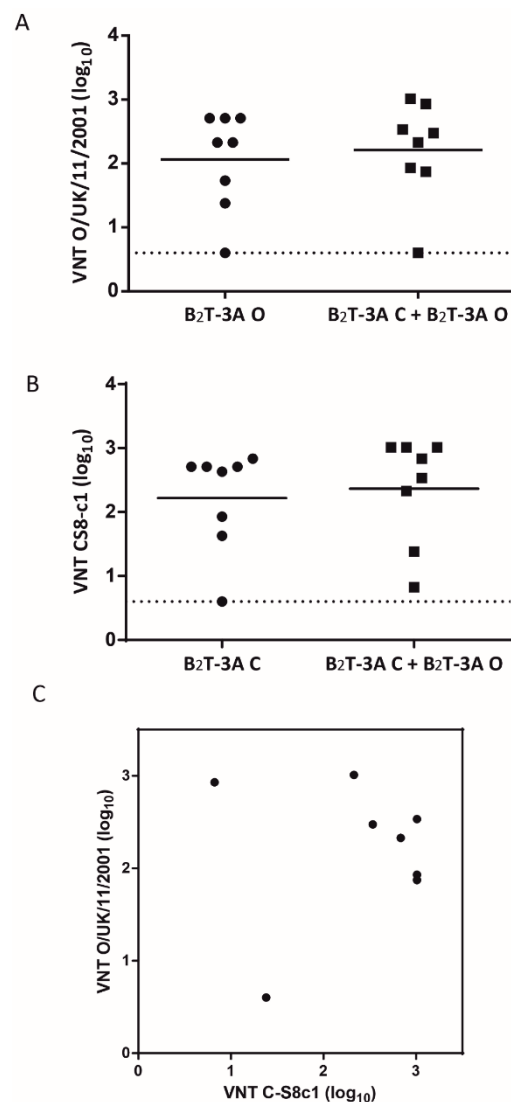 A
VNT O/UK/11/2001 (log10)
4
3
2
1
0
B2T-3A O
B2T-3A C + B2T-3A O
B
VNT CS8-c1 (log10)
4
3
2
1
0
B2T-3A C
B2T-3A C + B2T-3A O
C
VNT O/UK/11/2001 (log10)
3
2
1
0
0 1 2 3
VNT C-S8c1 (log10)